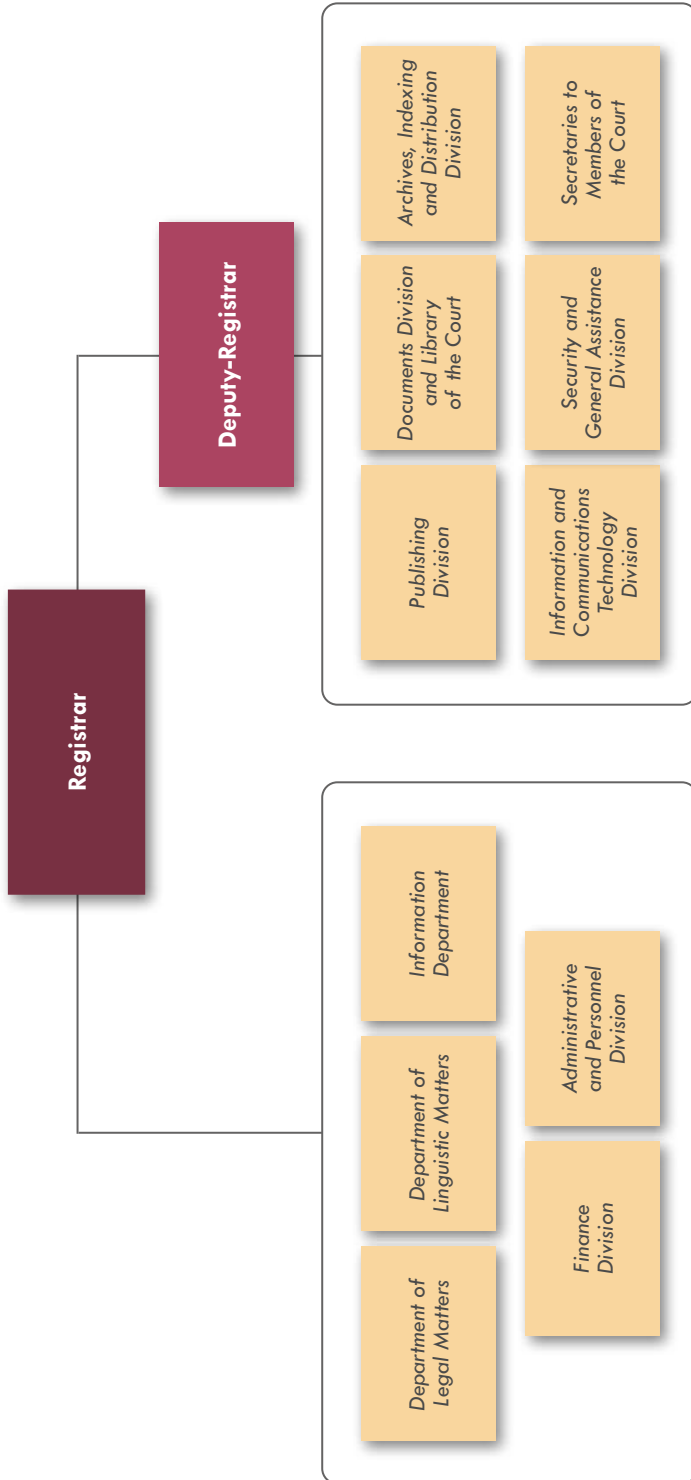 Registrar
Deputy-Registrar
Department of
Legal Matters
Department of
Linguistic Matters
Information
Department
Finance
Division
Administrative
and Personnel
Division
Publishing
Division
Documents Division
and Library
of the Court
Archives, Indexing
and Distribution
Division
Information and
Communications
Technology
Division
Security and
General Assistance
Division
Secretaries to
Members of
the Court